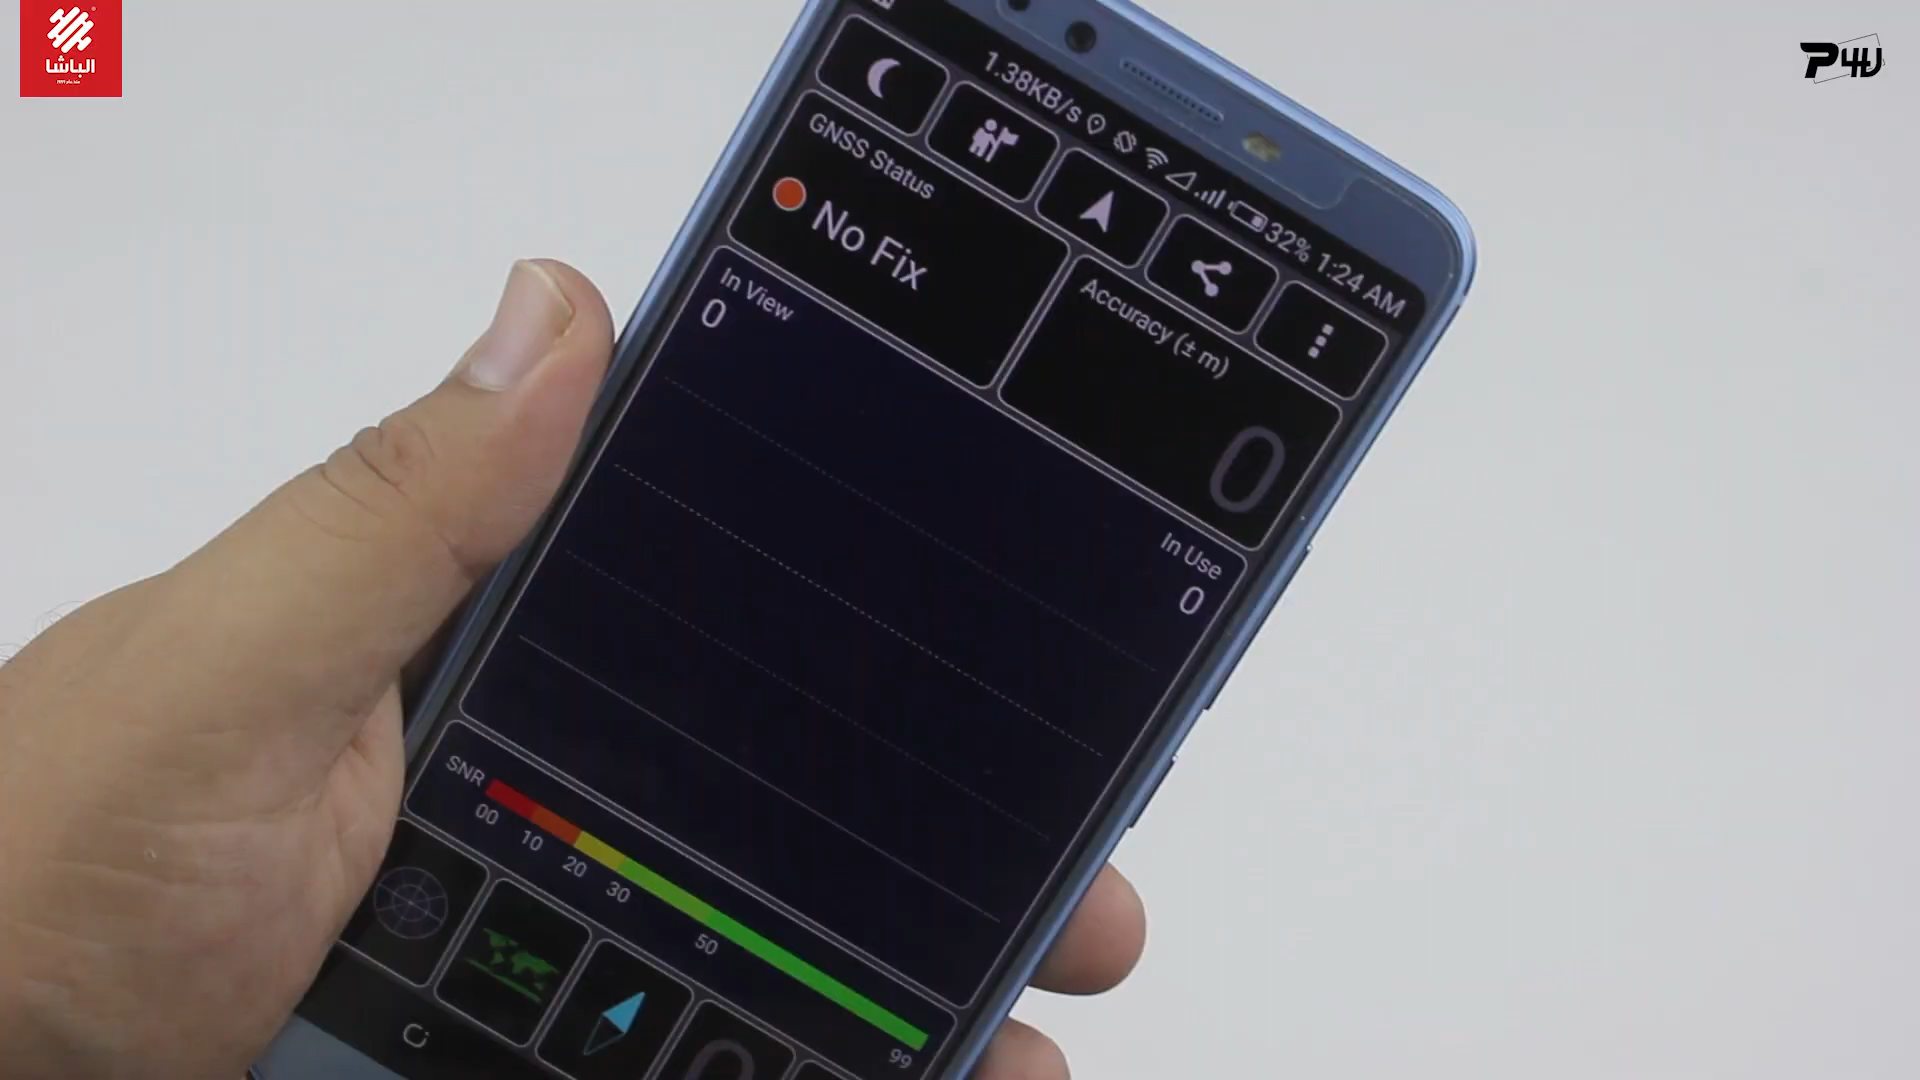 الباشا
P4U
1.38KB/s 32% 1:24 AM
GNSS Status
No Fix
Accuracy (± m)
0
In View
0
In Use
0
SNR
00 10 20 30 50 99
0